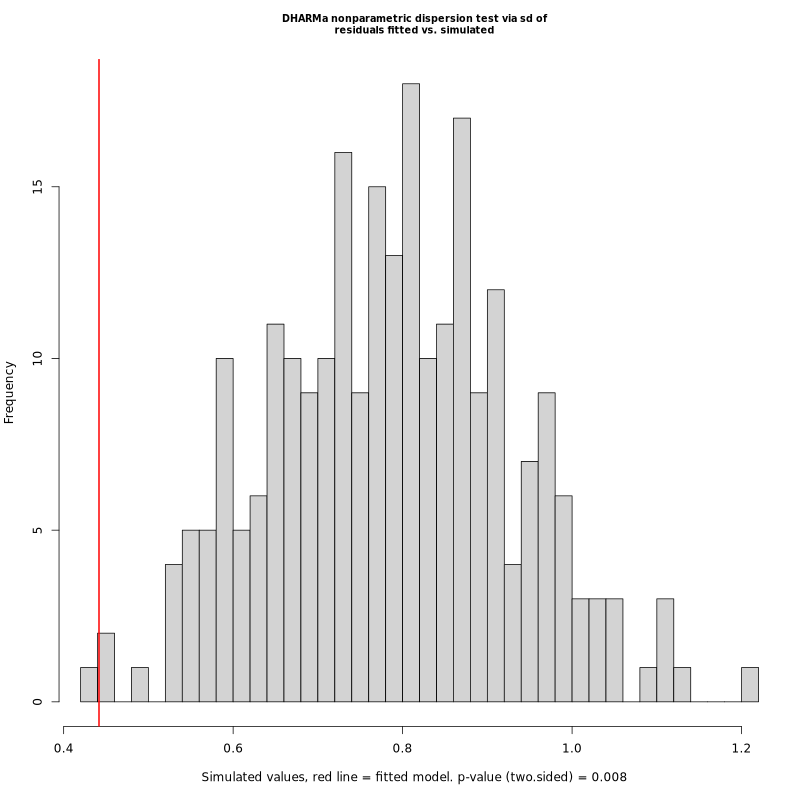 DHARMa nonparametric dispersion test via sd of
residuals fitted vs. simulated
Frequency
15
10
5
0
0.4 0.6 0.8 1.0 1.2
Simulated values, red line = fitted model. p-value (two.sided) = 0.008